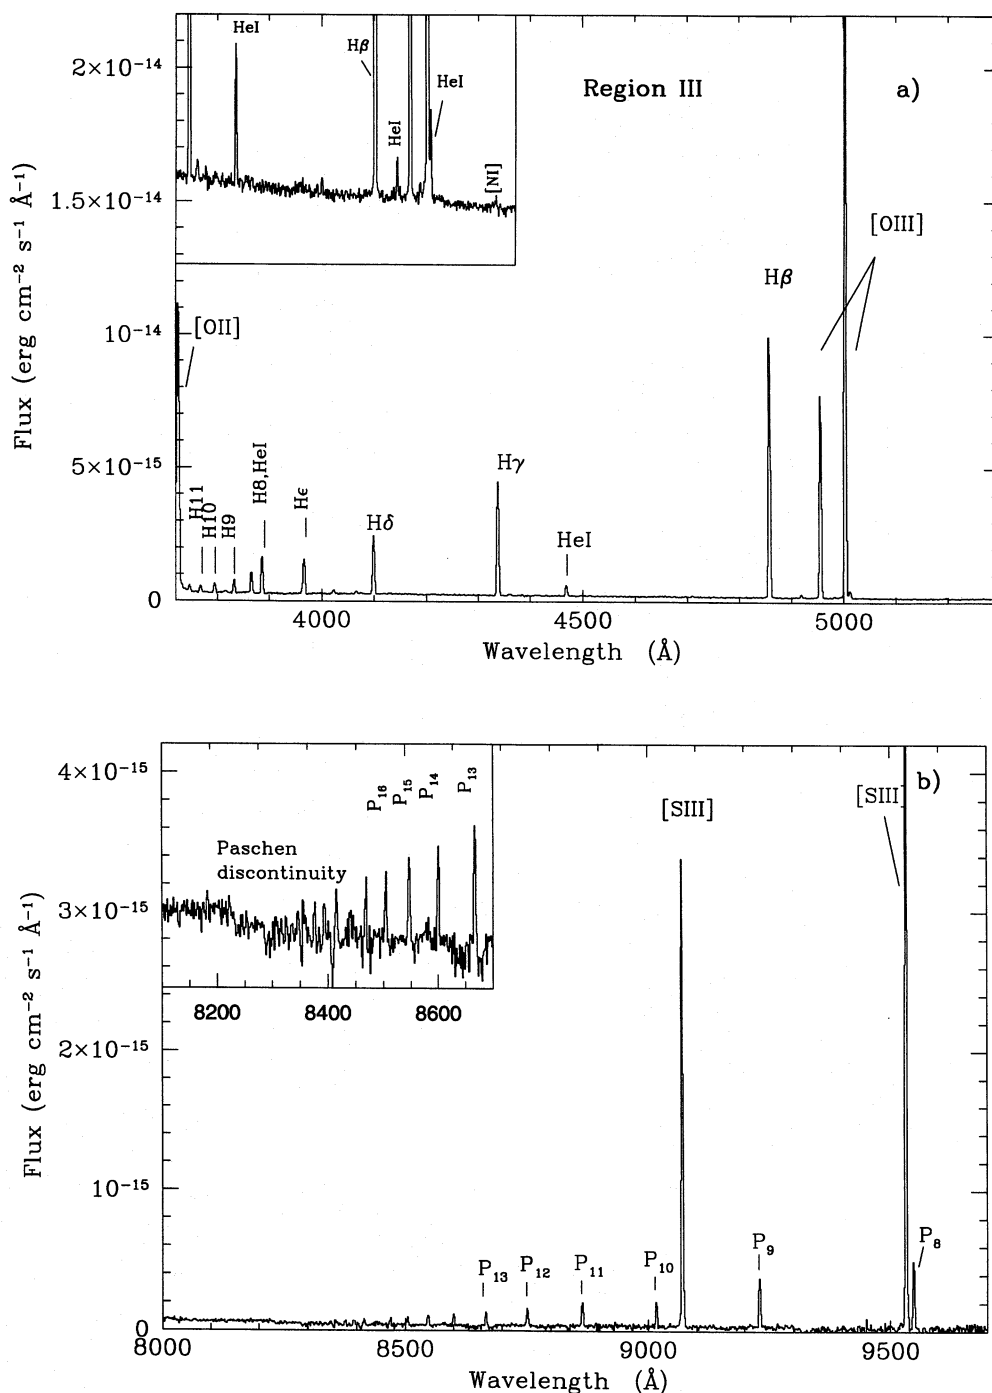 HeI
Hβ
HeI
HeI
[NI]
Region III
a)
2×10⁻¹⁴
1.5×10⁻¹⁴
10⁻¹⁴
5×10⁻¹⁵
0
Flux (erg cm⁻² s⁻¹ Å⁻¹)
[OII]
H11
H10
H9
H8,HeI
Hϵ
Hδ
Hγ
HeI
Hβ
[OIII]
4000
4500
5000
Wavelength (Å)
b)
4×10⁻¹⁵
3×10⁻¹⁵
2×10⁻¹⁵
10⁻¹⁵
0
Flux (erg cm⁻² s⁻¹ Å⁻¹)
P₁₆
P₁₅
P₁₄
P₁₃
Paschen
discontinuity
8200
8400
8600
[SIII]
[SIII]
P₁₃
P₁₂
P₁₁
P₁₀
P₉
P₈
8000
8500
9000
9500
Wavelength (Å)